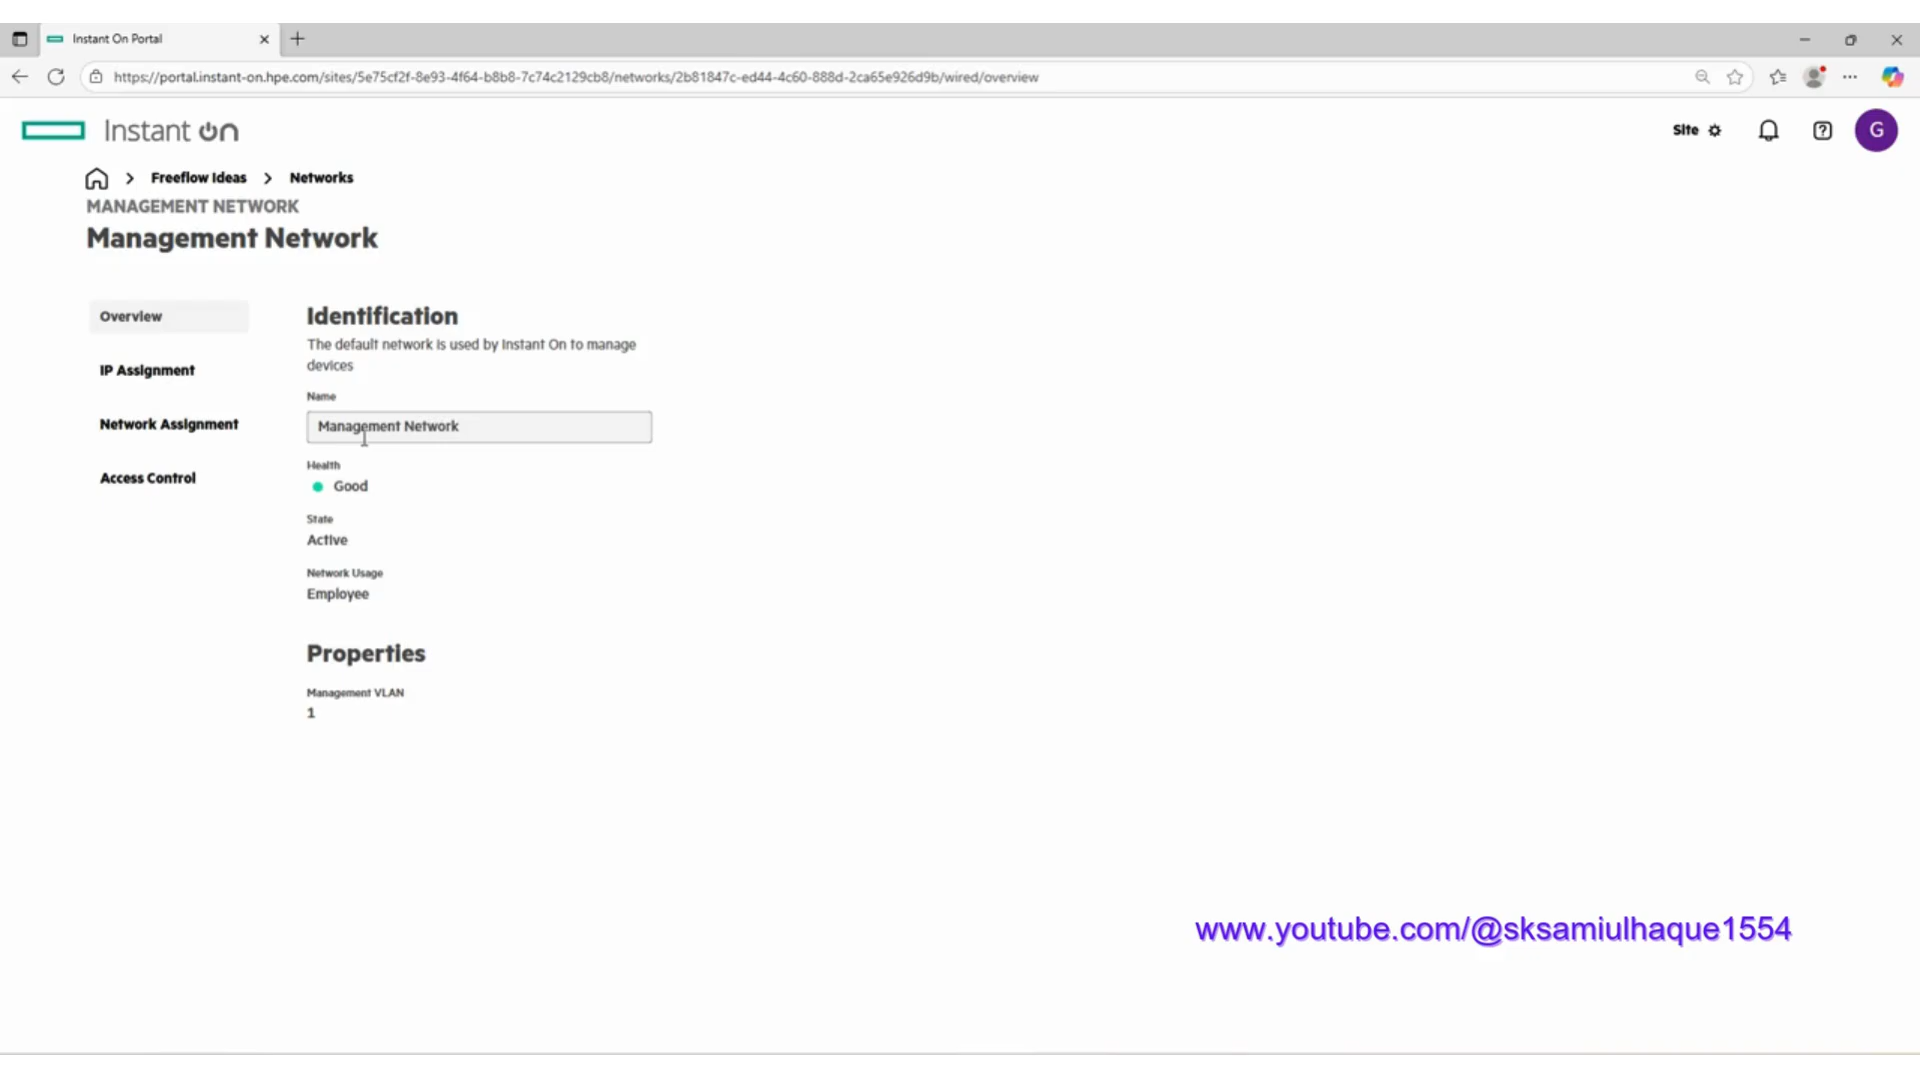 Instant On Portal
https://portal.instant-on.hpe.com/sites/5e75cf2f-8e93-4f64-b8b8-7c74c2129cb8/networks/2b81847c-ed44-4c60-888d-2ca65e926d9b/wired/overview
Instant On
Site
G
Freeflow Ideas
Networks
MANAGEMENT NETWORK
Management Network
Overview
IP Assignment
Network Assignment
Access Control
Identification
The default network is used by Instant On to manage
devices
Name
Management Network
Health
Good
State
Active
Network Usage
Employee
Properties
Management VLAN
1
www.youtube.com/@sksamiulhaque1554